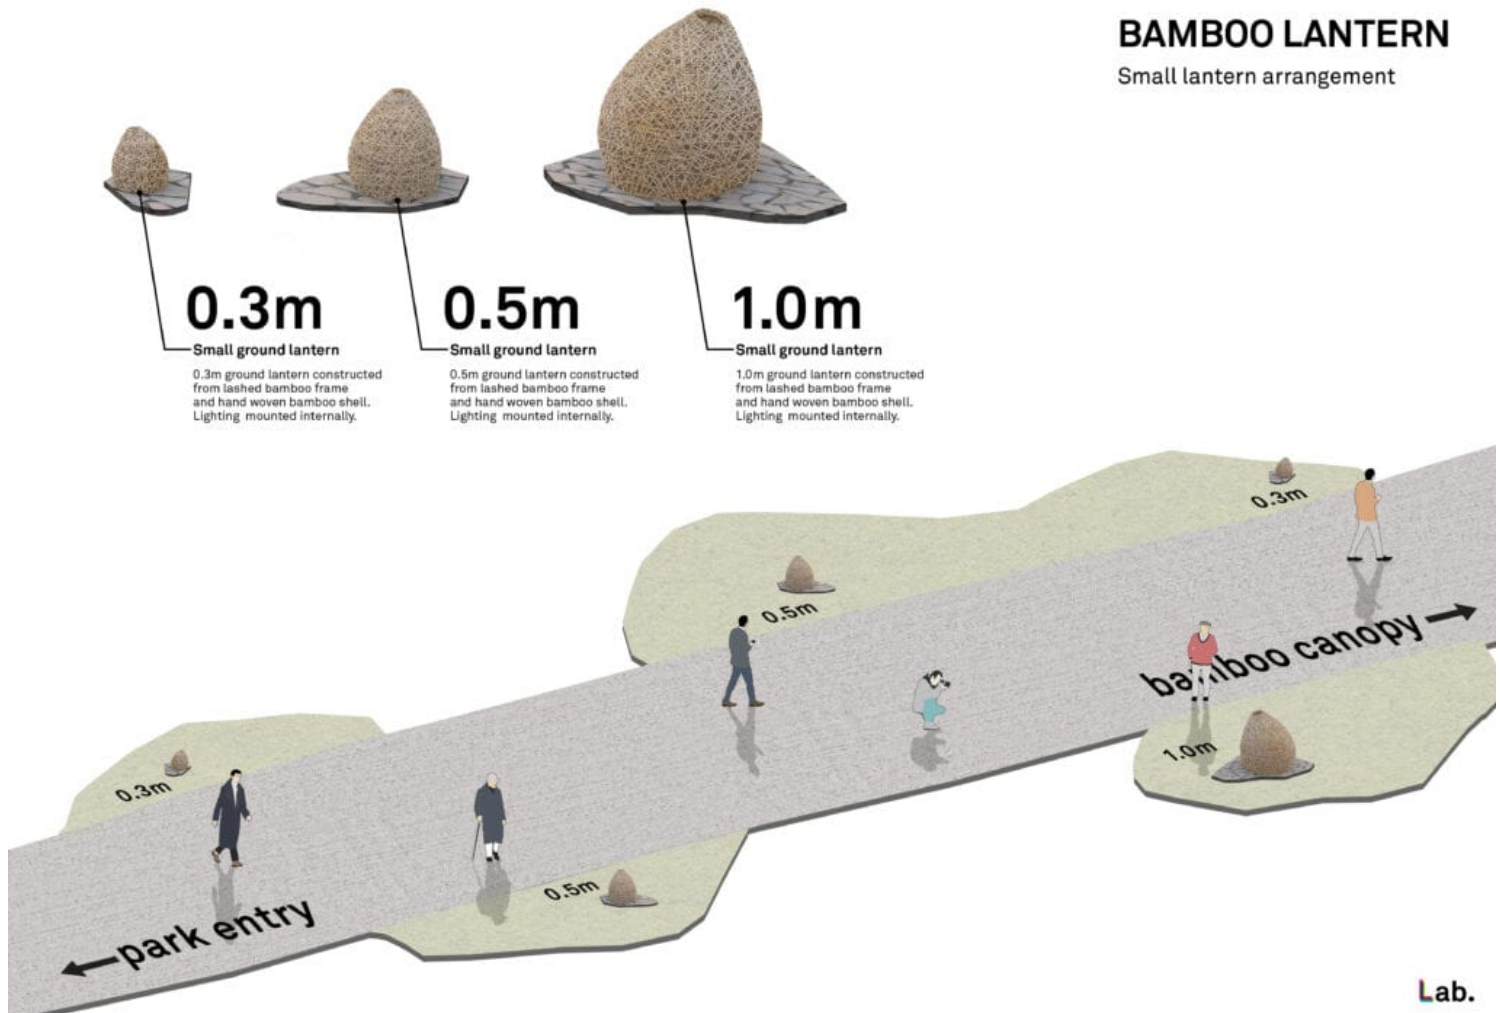 BAMBOO LANTERN
Small lantern arrangement
0.3m
Small ground lantern
0.3m ground lantern constructed
from lashed bamboo frame
and hand woven bamboo shell.
Lighting mounted internally.
0.5m
Small ground lantern
0.5m ground lantern constructed
from lashed bamboo frame
and hand woven bamboo shell.
Lighting mounted internally.
1.0m
Small ground lantern
1.0m ground lantern constructed
from lashed bamboo frame
and hand woven bamboo shell.
Lighting mounted internally.
0.3m
0.5m
bamboo canopy
1.0m
0.3m
0.5m
park entry
Lab.